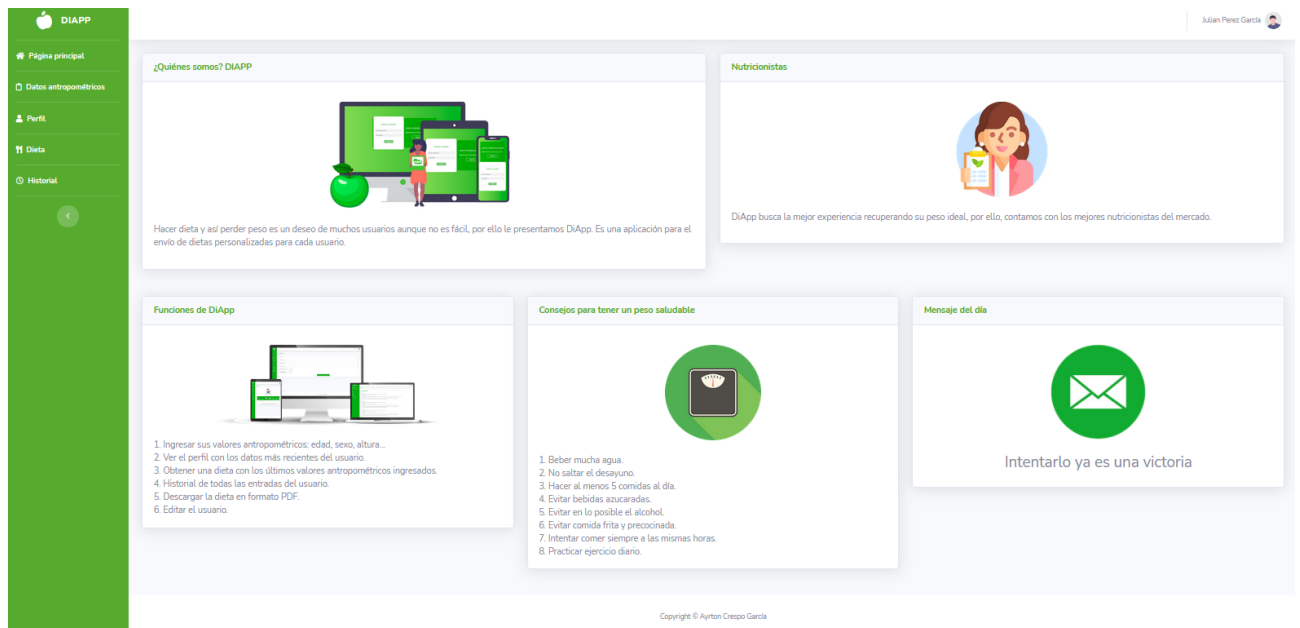 DIAPP
Julian Perez García
Página principal
Datos antropométricos
Perfil
Dieta
Historial
¿Quiénes somos? DIAPP
Hacer dieta y así perder peso es un deseo de muchos usuarios aunque no es fácil, por ello le presentamos DiApp. Es una aplicación para el
envío de dietas personalizadas para cada usuario.
Nutricionistas
DiApp busca la mejor experiencia recuperando su peso ideal, por ello, contamos con los mejores nutricionistas del mercado.
Funciones de DiApp
1. Ingresar sus valores antropométricos: edad, sexo, altura...
2. Ver el perfil con los datos más recientes del usuario.
3. Obtener una dieta con los últimos valores antropométricos ingresados.
4. Historial de todas las entradas del usuario.
5. Descargar la dieta en formato PDF.
6. Editar el usuario.
Consejos para tener un peso saludable
1. Beber mucha agua.
2. No saltar el desayuno.
3. Hacer al menos 5 comidas al día.
4. Evitar bebidas azucaradas.
5. Evitar en lo posible el alcohol.
6. Evitar comida frita y precocinada.
7. Intentar comer siempre a las mismas horas.
8. Practicar ejercicio diario.
Mensaje del día
Intentarlo ya es una victoria
Copyright © Ayrton Crespo García